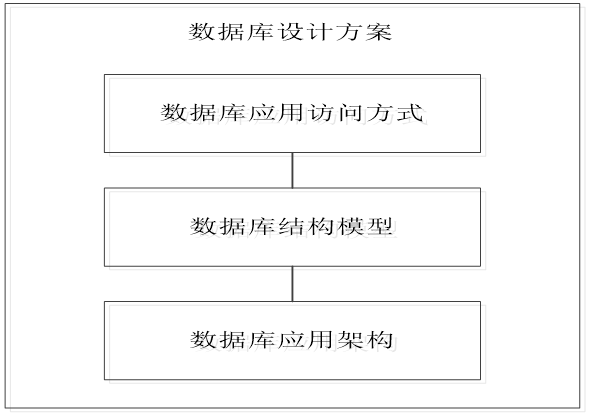 数据库设计方案
数据库应用访问方式
数据库结构模型
数据库应用架构